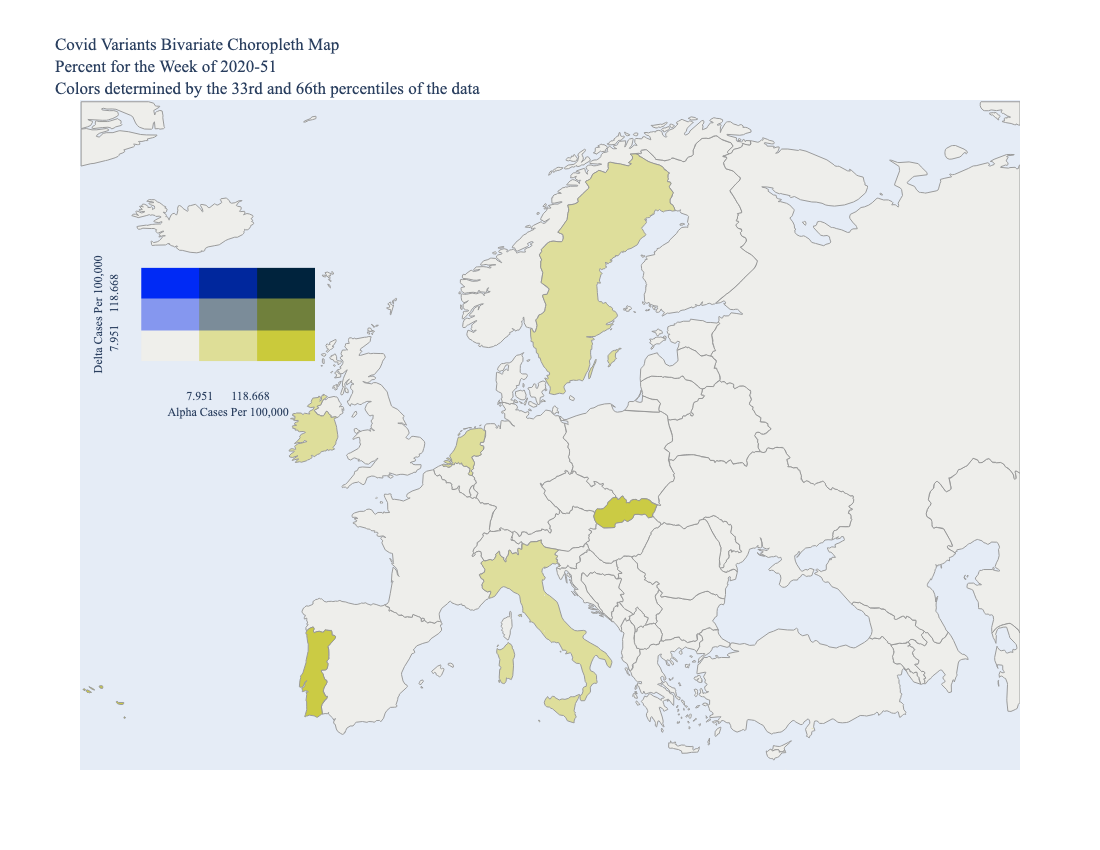 Covid Variants Bivariate Choropleth Map
Percent for the Week of 2020-51
Colors determined by the 33rd and 66th percentiles of the data
Delta Cases Per 100,000
7.951 118.668
7.951 118.668
Alpha Cases Per 100,000